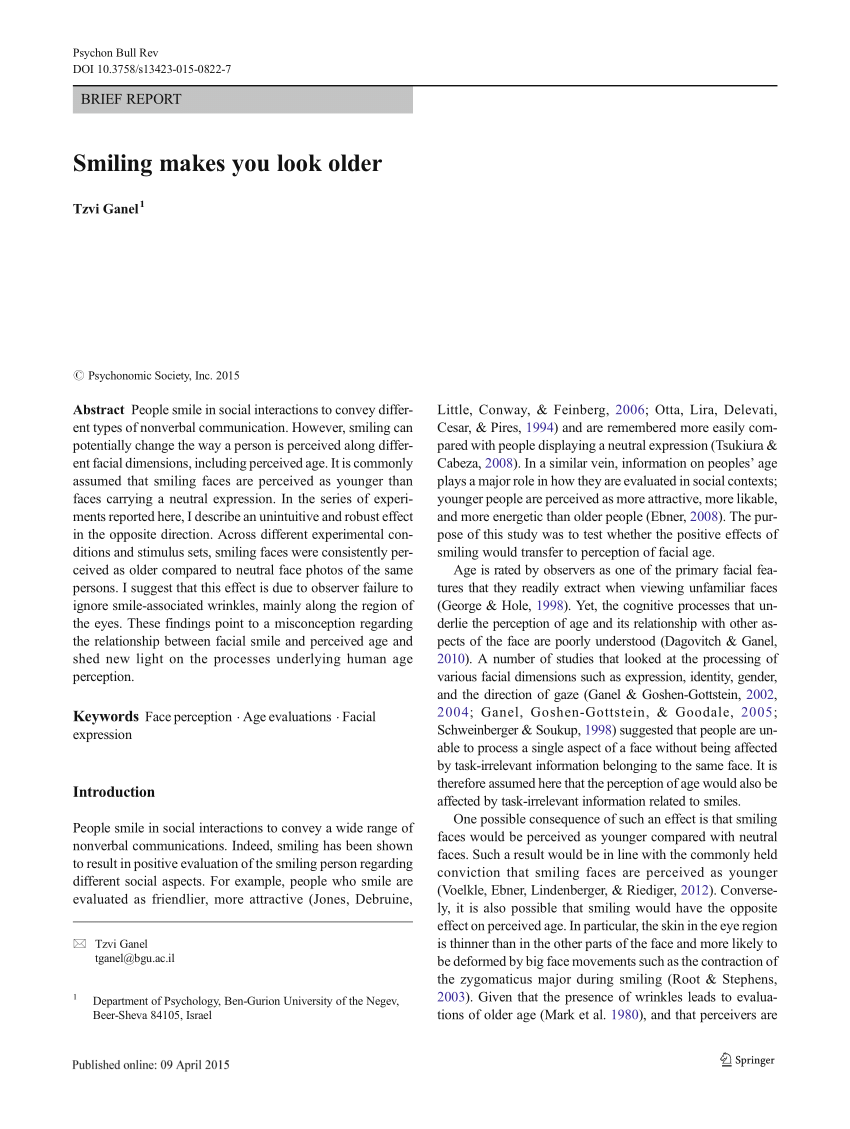 Psychon Bull Rev
DOI 10.3758/s13423-015-0822-7
BRIEF REPORT
Smiling makes you look older
Tzvi Ganel1
© Psychonomic Society, Inc. 2015
Abstract People smile in social interactions to convey differ-
ent types of nonverbal communication. However, smiling can
potentially change the way a person is perceived along differ-
ent facial dimensions, including perceived age. It is commonly
assumed that smiling faces are perceived as younger than
faces carrying a neutral expression. In the series of experi-
ments reported here, I describe an unintuitive and robust effect
in the opposite direction. Across different experimental con-
ditions and stimulus sets, smiling faces were consistently per-
ceived as older compared to neutral face photos of the same
persons. I suggest that this effect is due to observer failure to
ignore smile-associated wrinkles, mainly along the region of
the eyes. These findings point to a misconception regarding
the relationship between facial smile and perceived age and
shed new light on the processes underlying human age
perception.
Keywords Face perception · Age evaluations · Facial
expression
Introduction
People smile in social interactions to convey a wide range of
nonverbal communications. Indeed, smiling has been shown
to result in positive evaluation of the smiling person regarding
different social aspects. For example, people who smile are
evaluated as friendlier, more attractive (Jones, Debruine,
Little, Conway, & Feinberg, 2006; Otta, Lira, Delevati,
Cesar, & Pires, 1994) and are remembered more easily com-
pared with people displaying a neutral expression (Tsukiura &
Cabeza, 2008). In a similar vein, information on peoples' age
plays a major role in how they are evaluated in social contexts;
younger people are perceived as more attractive, more likable,
and more energetic than older people (Ebner, 2008). The pur-
pose of this study was to test whether the positive effects of
smiling would transfer to perception of facial age.
Age is rated by observers as one of the primary facial fea-
tures that they readily extract when viewing unfamiliar faces
(George & Hole, 1998). Yet, the cognitive processes that un-
derlie the perception of age and its relationship with other as-
pects of the face are poorly understood (Dagovitch & Ganel,
2010). A number of studies that looked at the processing of
various facial dimensions such as expression, identity, gender,
and the direction of gaze (Ganel & Goshen-Gottstein, 2002,
2004; Ganel, Goshen-Gottstein, & Goodale, 2005;
Schweinberger & Soukup, 1998) suggested that people are un-
able to process a single aspect of a face without being affected
by task-irrelevant information belonging to the same face. It is
therefore assumed here that the perception of age would also be
affected by task-irrelevant information related to smiles.
One possible consequence of such an effect is that smiling
faces would be perceived as younger compared with neutral
faces. Such a result would be in line with the commonly held
conviction that smiling faces are perceived as younger
(Voelkle, Ebner, Lindenberger, & Riediger, 2012). Converse-
ly, it is also possible that smiling would have the opposite
effect on perceived age. In particular, the skin in the eye region
is thinner than in the other parts of the face and more likely to
be deformed by big face movements such as the contraction of
the zygomaticus major during smiling (Root & Stephens,
2003). Given that the presence of wrinkles leads to evalua-
tions of older age (Mark et al. 1980), and that perceivers are
Tzvi Ganel
tganel@bgu.ac.il
1 Department of Psychology, Ben-Gurion University of the Negev,
Beer-Sheva 84105, Israel
Published online: 09 April 2015
Springer